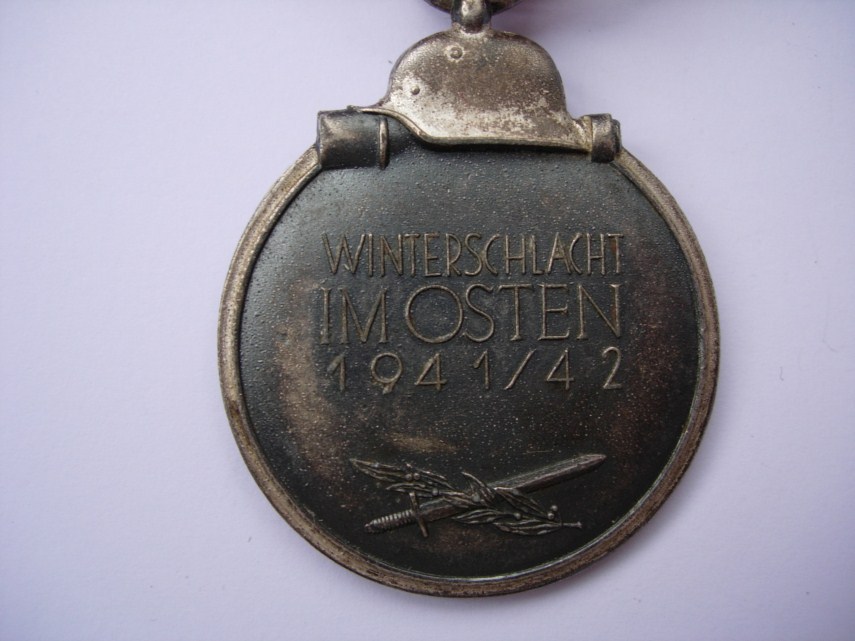 WINTERSCHLACHT
IM OSTEN
1941/42